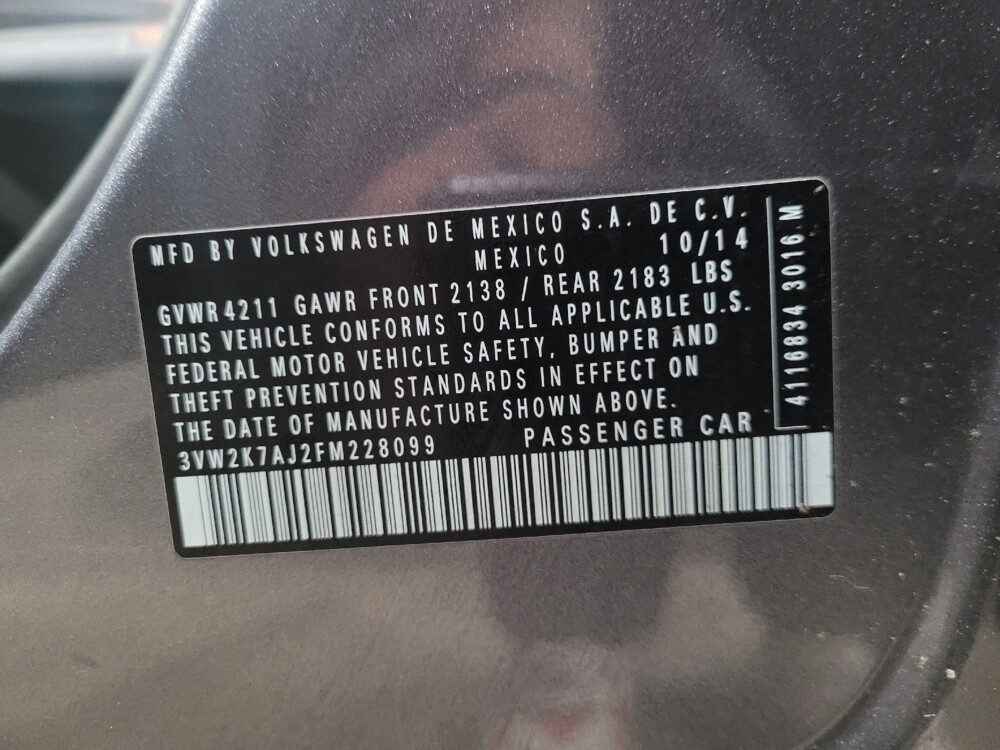 MFD BY VOLKSWAGEN DE MEXICO S.A. DE C.V.
MEXICO 10/14
GVWR 4211 GAWR FRONT 2138 / REAR 2183 LBS
THIS VEHICLE CONFORMS TO ALL APPLICABLE U.S.
FEDERAL MOTOR VEHICLE SAFETY, BUMPER AND
THEFT PREVENTION STANDARDS IN EFFECT ON
THE DATE OF MANUFACTURE SHOWN ABOVE.
3VW2K7AJ2FM228099 PASSENGER CAR
4116834 3016 M